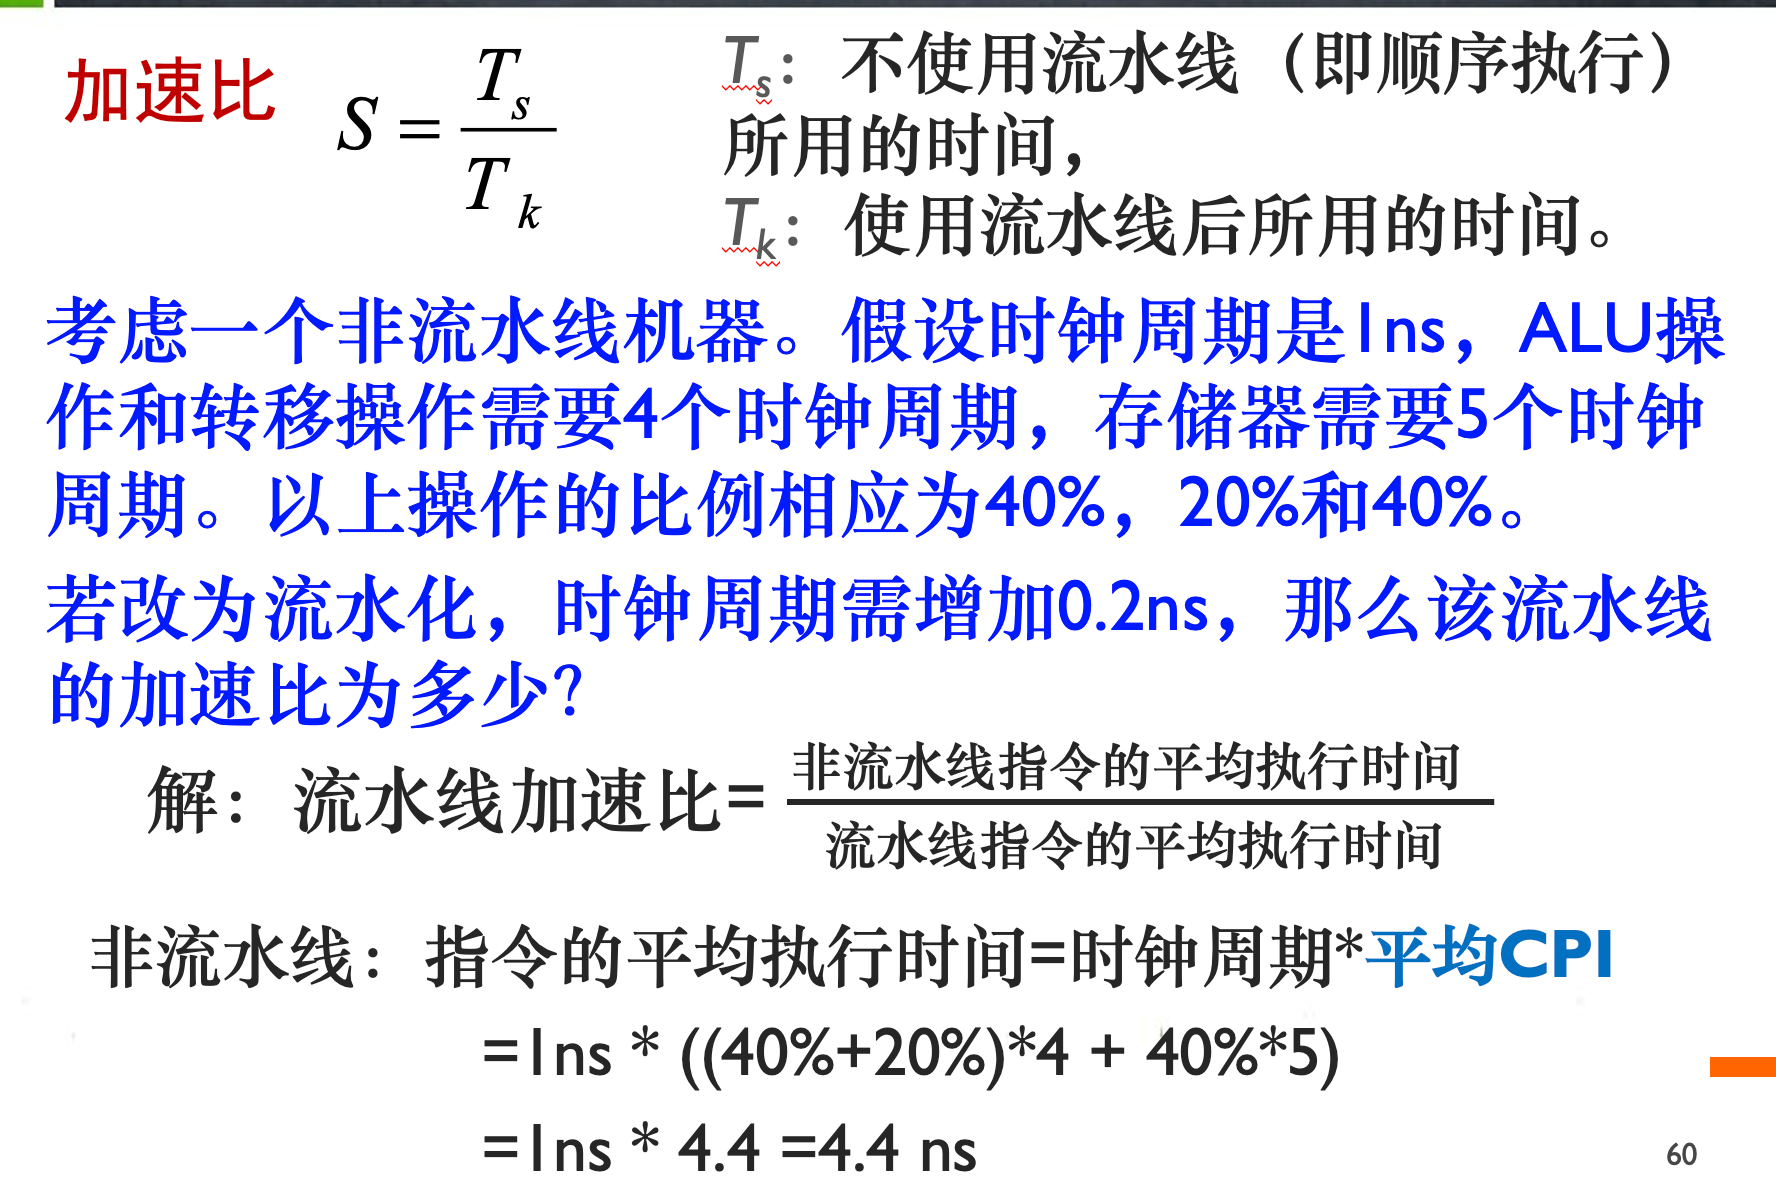 加速比
S = Ts / Tk
Ts：不使用流水线（即顺序执行）
所用的时间，
Tk：使用流水线后所用的时间。
考虑一个非流水线机器。假设时钟周期是1ns，ALU操
作和转移操作需要4个时钟周期，存储器需要5个时钟
周期。以上操作的比例相应为40%，20%和40%。
若改为流水化，时钟周期需增加0.2ns，那么该流水线
的加速比为多少？
解：流水线加速比=
非流水线指令的平均执行时间
流水线指令的平均执行时间
非流水线：指令的平均执行时间=时钟周期*平均CPI
=1ns * ((40%+20%)*4 + 40%*5)
=1ns * 4.4 =4.4 ns
60